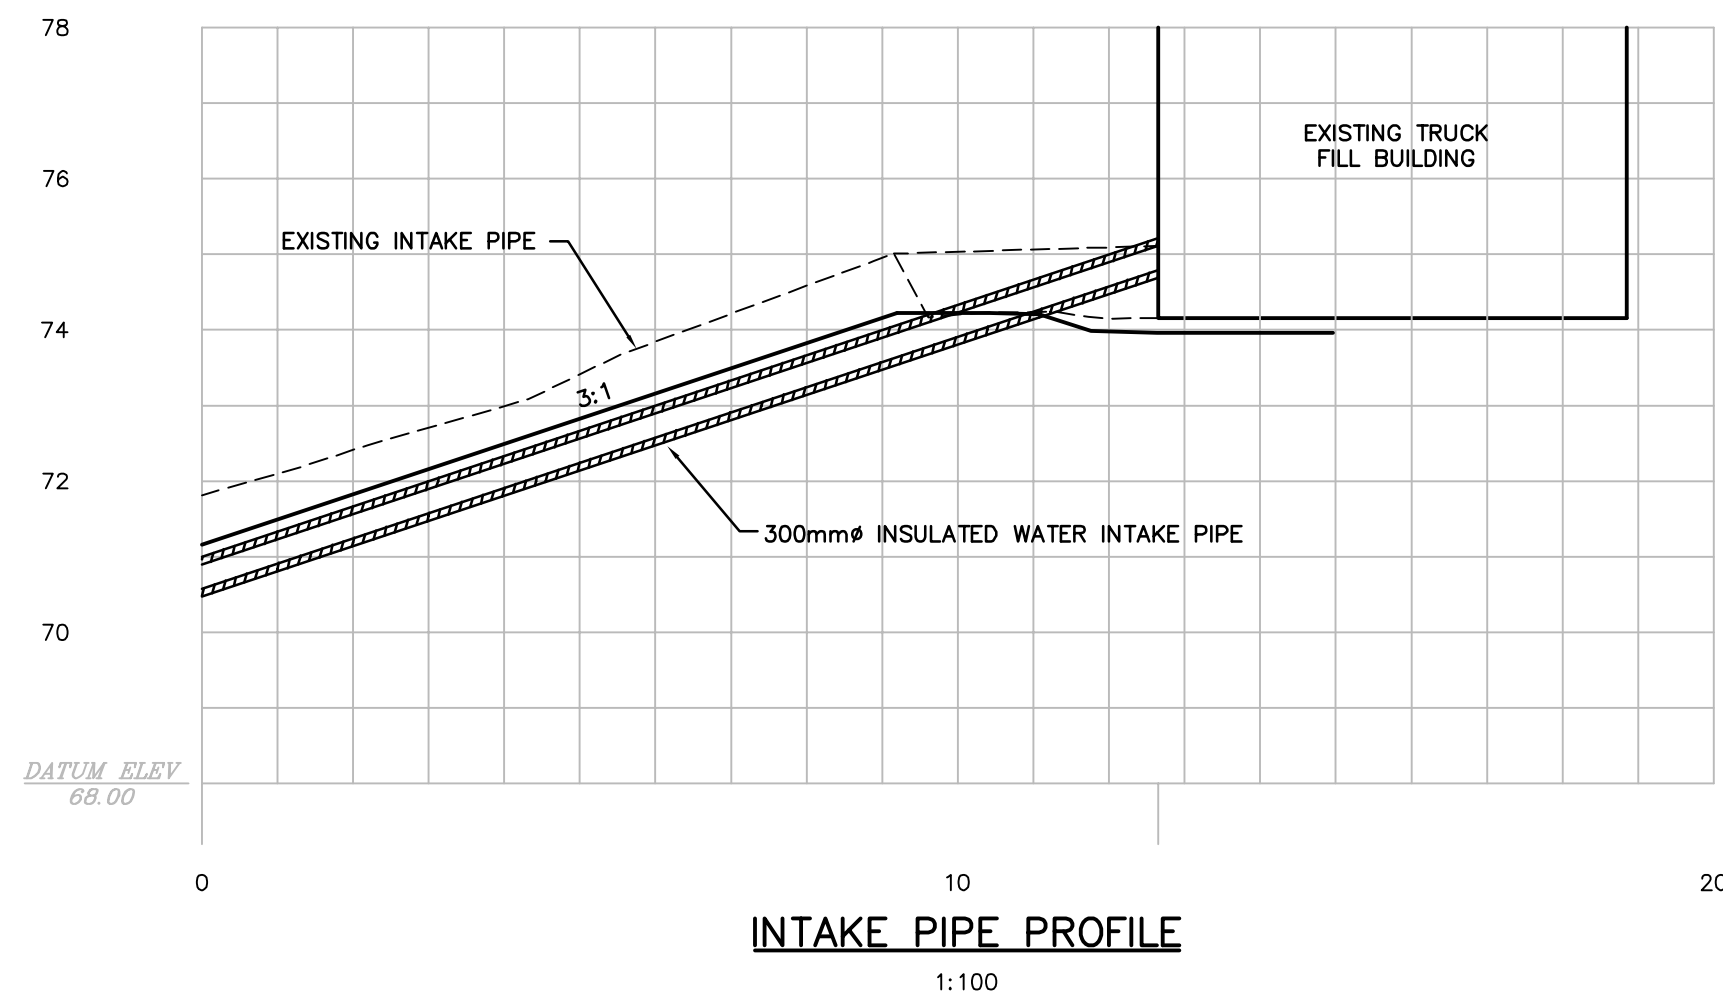 78
EXISTING TRUCK
FILL BUILDING
76
EXISTING INTAKE PIPE
74
3:1
72
300mmø INSULATED WATER INTAKE PIPE
70
DATUM ELEV
68.00
0
10
20
INTAKE PIPE PROFILE
1:100